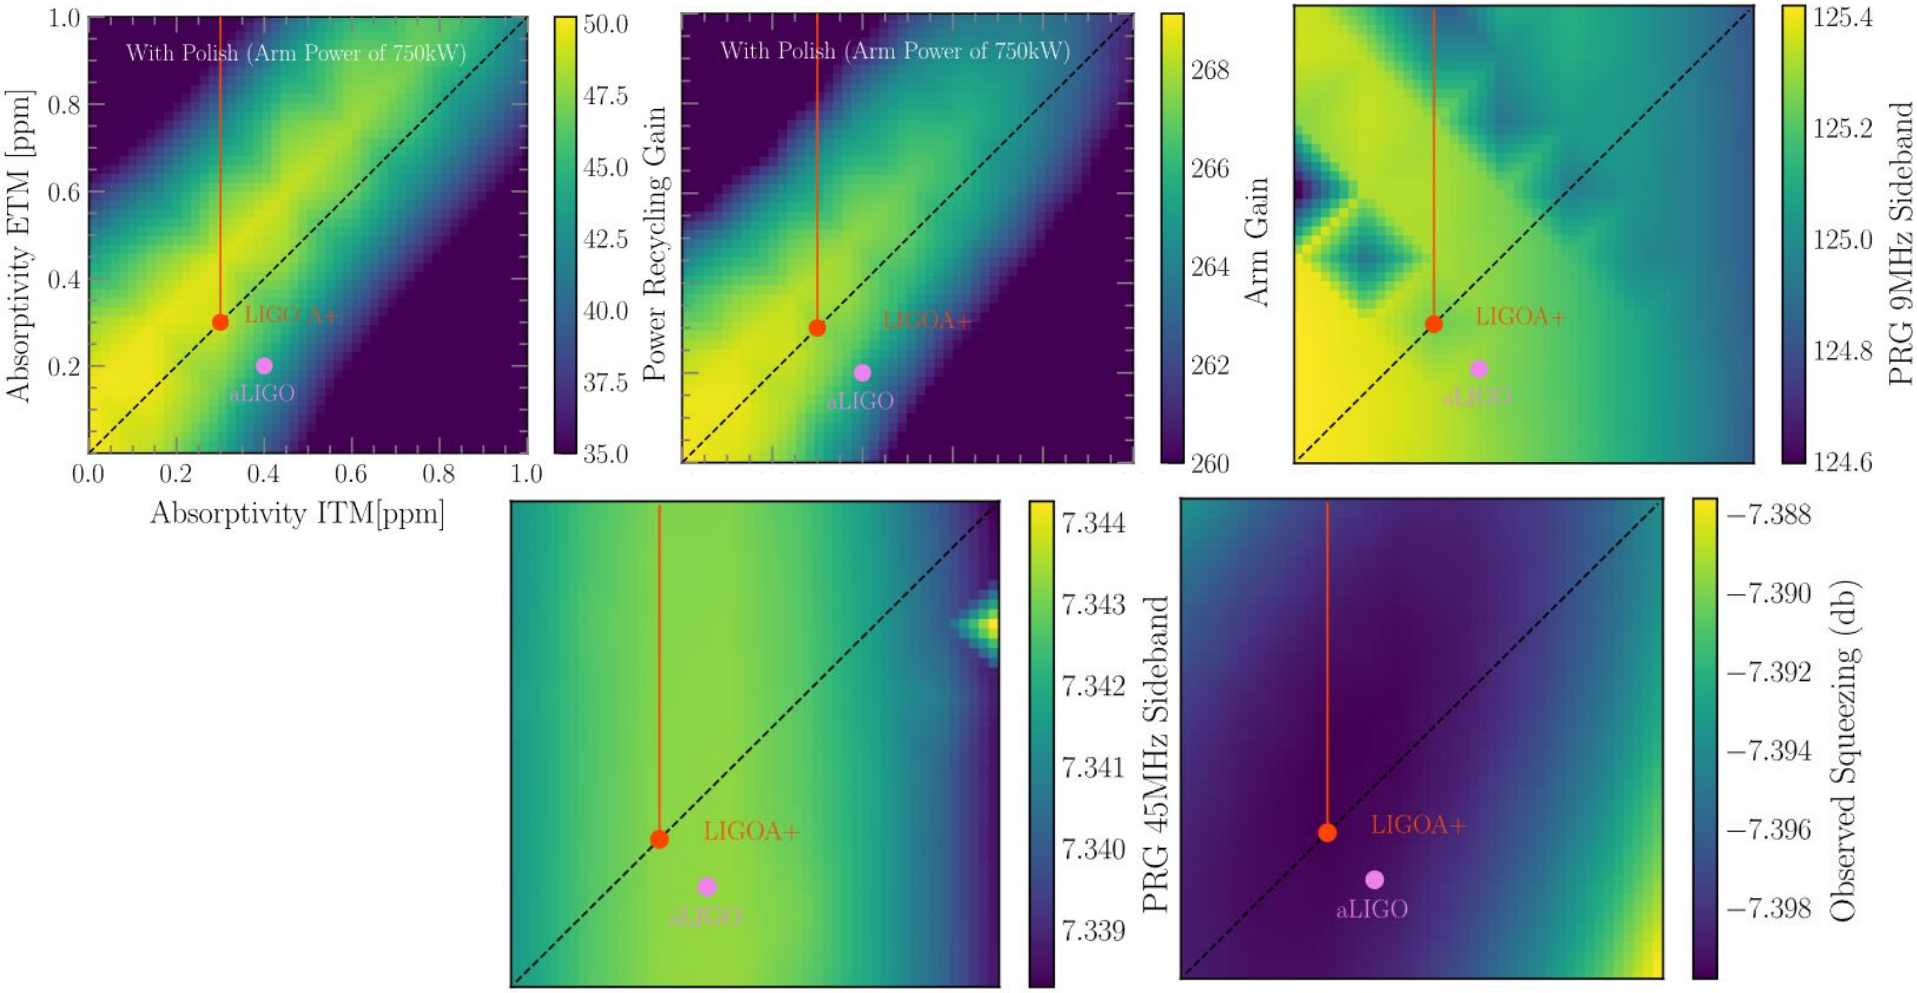 With Polish (Arm Power of 750kW)
LIGO A+
aLIGO
1.0
0.8
0.6
0.4
0.2
0.0 0.2 0.4 0.6 0.8 1.0
Absorptivity ETM [ppm]
Absorptivity ITM[ppm]
50.0
47.5
45.0
42.5
40.0
37.5
35.0
Power Recycling Gain
With Polish (Arm Power of 750kW)
LIGOA+
aLIGO
268
266
264
262
260
Arm Gain
LIGOA+
aLIGO
125.4
125.2
125.0
124.8
124.6
PRG 9MHz Sideband
LIGOA+
aLIGO
7.344
7.343
7.342
7.341
7.340
7.339
PRG 45MHz Sideband
LIGOA+
aLIGO
−7.388
−7.390
−7.392
−7.394
−7.396
−7.398
Observed Squeezing (db)